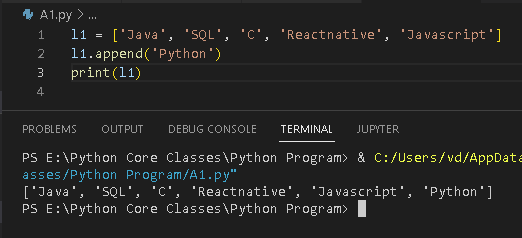 A1.py > ...
1 l1 = ['Java', 'SQL', 'C', 'Reactnative', 'Javascript']
2 l1.append('Python')
3 print(l1)
4
PROBLEMS OUTPUT DEBUG CONSOLE TERMINAL JUPYTER
PS E:\Python Core Classes\Python Program> & C:/Users/vd/AppData
asses/Python Program/A1.py"
['Java', 'SQL', 'C', 'Reactnative', 'Javascript', 'Python']
PS E:\Python Core Classes\Python Program>